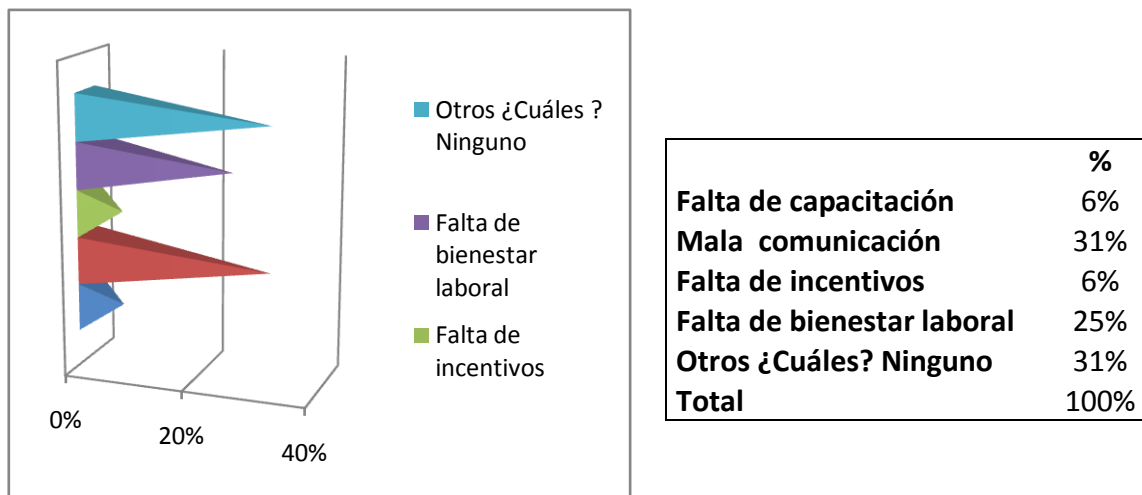 Otros ¿Cuáles ?
Ninguno
Falta de
bienestar
laboral
Falta de
incentivos
0%
20%
40%
%
Falta de capacitación 6%
Mala comunicación 31%
Falta de incentivos 6%
Falta de bienestar laboral 25%
Otros ¿Cuáles? Ninguno 31%
Total 100%